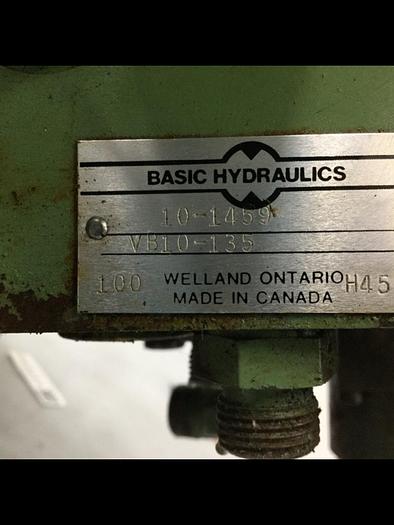 BASIC HYDRAULICS
10-1459
VB10-135
100 WELLAND ONTARIO H45
MADE IN CANADA